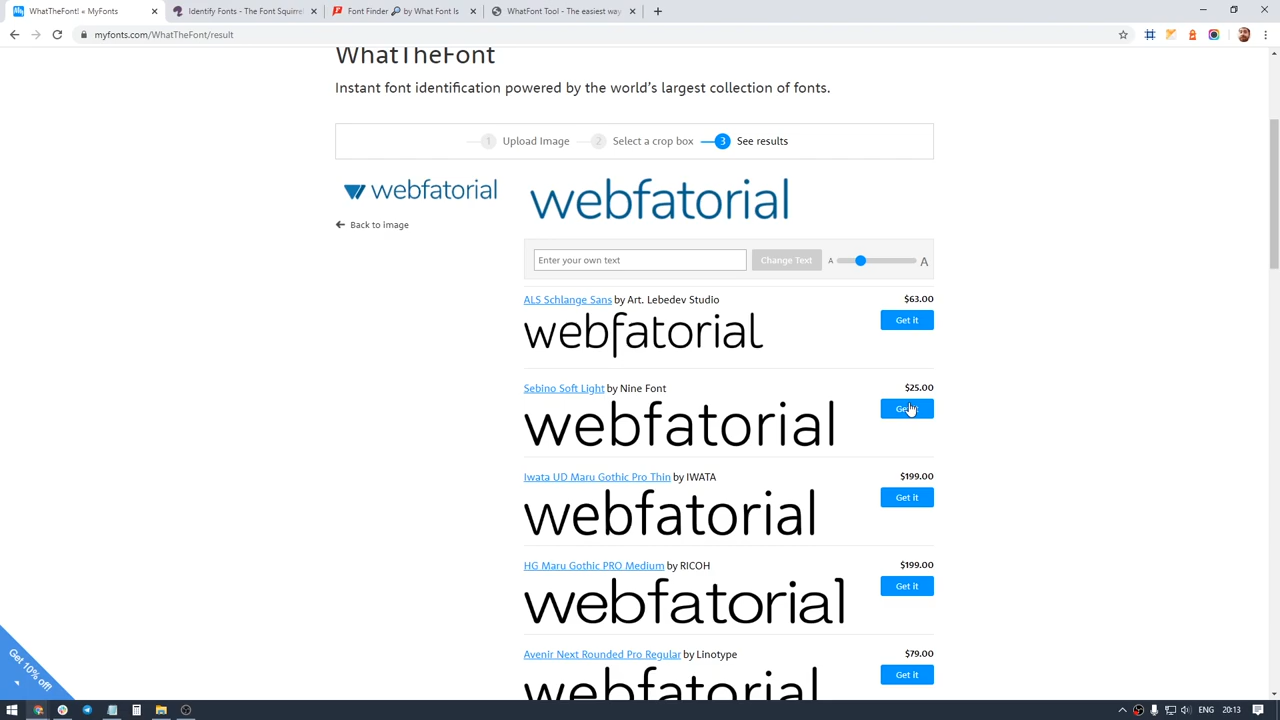 WhatTheFont! « MyFonts
Identify Fonts - The Font Squirrel
Font Finder 🔎 by What Font Is
WhatFont Tool - The easiest way
myfonts.com/WhatTheFont/result
WhatTheFont
Instant font identification powered by the world's largest collection of fonts.
1 Upload Image 2 Select a crop box 3 See results
webfatorial
webfatorial
Back to image
Enter your own text Change Text A A
ALS Schlange Sans by Art. Lebedev Studio $63.00
Get it
webfatorial
Sebino Soft Light by Nine Font $25.00
Get it
webfatorial
Iwata UD Maru Gothic Pro Thin by IWATA $199.00
Get it
webfatorial
HG Maru Gothic PRO Medium by RICOH $199.00
Get it
webfatorial
Avenir Next Rounded Pro Regular by Linotype $79.00
Get it
webfatorial
Get 10% off!
ENG 20:13